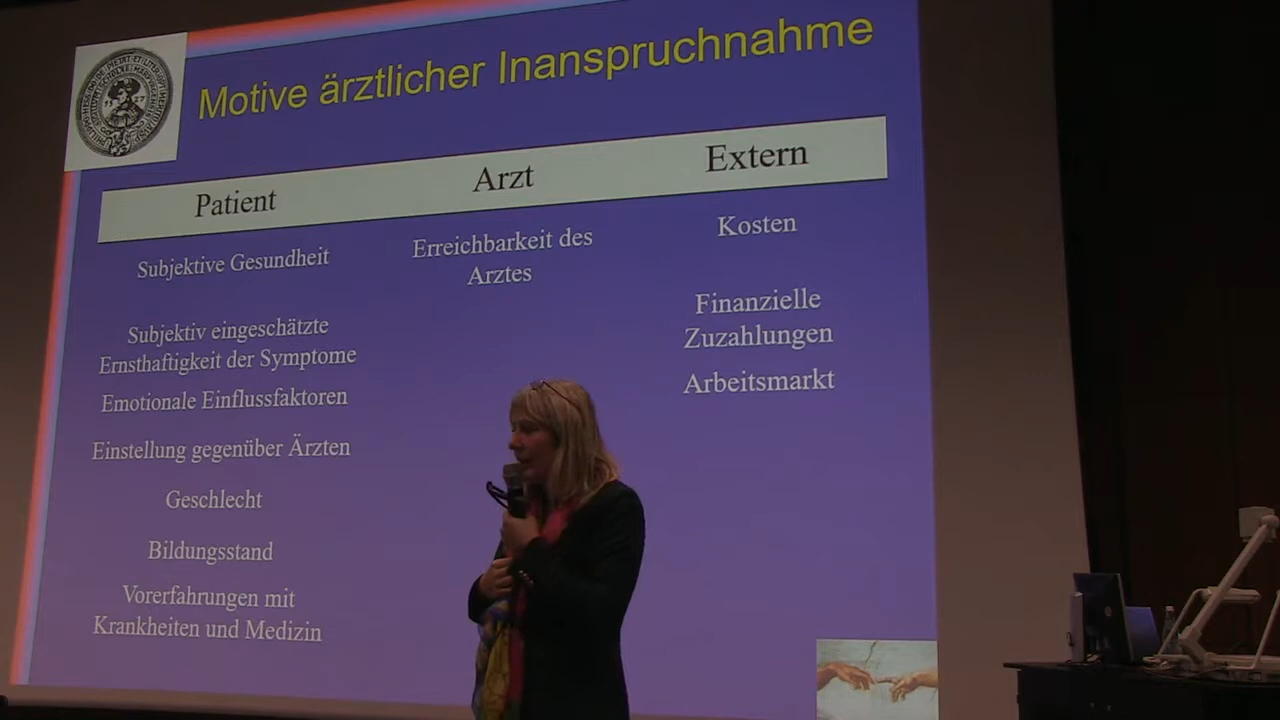 Motive ärztlicher Inanspruchnahme
Patient
Arzt
Extern
Subjektive Gesundheit
Subjektiv eingeschätzte
Ernsthaftigkeit der Symptome
Emotionale Einflussfaktoren
Einstellung gegenüber Ärzten
Geschlecht
Bildungsstand
Vorerfahrungen mit
Krankheiten und Medizin
Erreichbarkeit des
Arztes
Kosten
Finanzielle
Zuzahlungen
Arbeitsmarkt